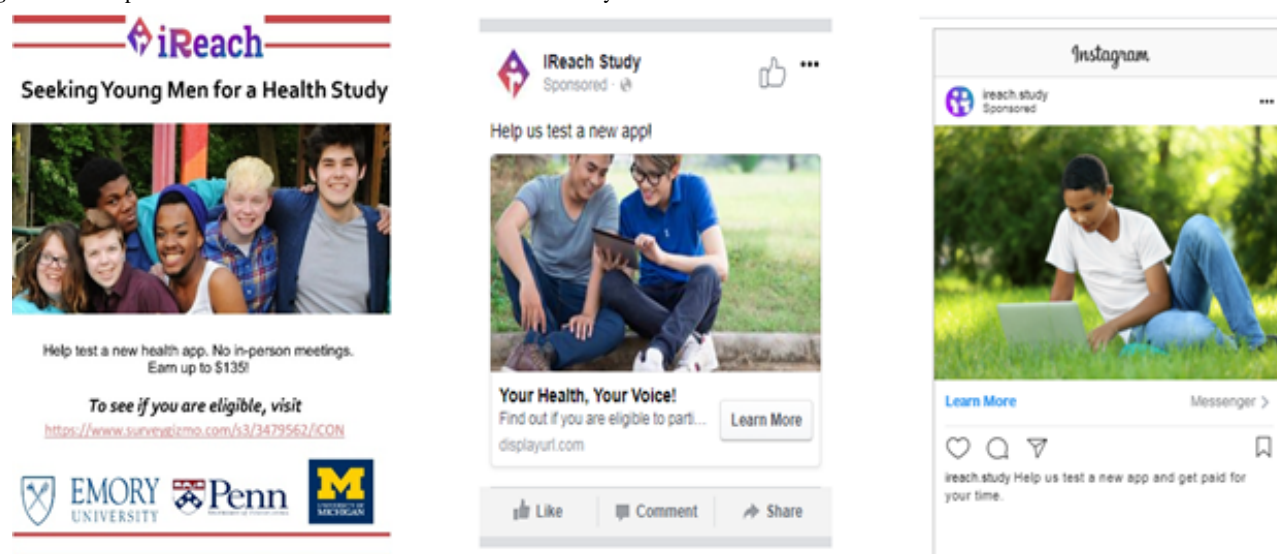 iReach
Seeking Young Men for a Health Study
Help test a new health app. No in-person meetings.
Earn up to $135!
To see if you are eligible, visit
https://www.surveygizmo.com/s3/3479562/iCON
EMORY
UNIVERSITY
Penn
M
UNIVERSITY OF
MICHIGAN
IReach Study
Sponsored ·
Help us test a new app!
Your Health, Your Voice!
Find out if you are eligible to parti...
displayurl.com
Learn More
Like
Comment
Share
Instagram
ireach.study
Sponsored
Learn More
Messenger >
ireach.study Help us test a new app and get paid for
your time.